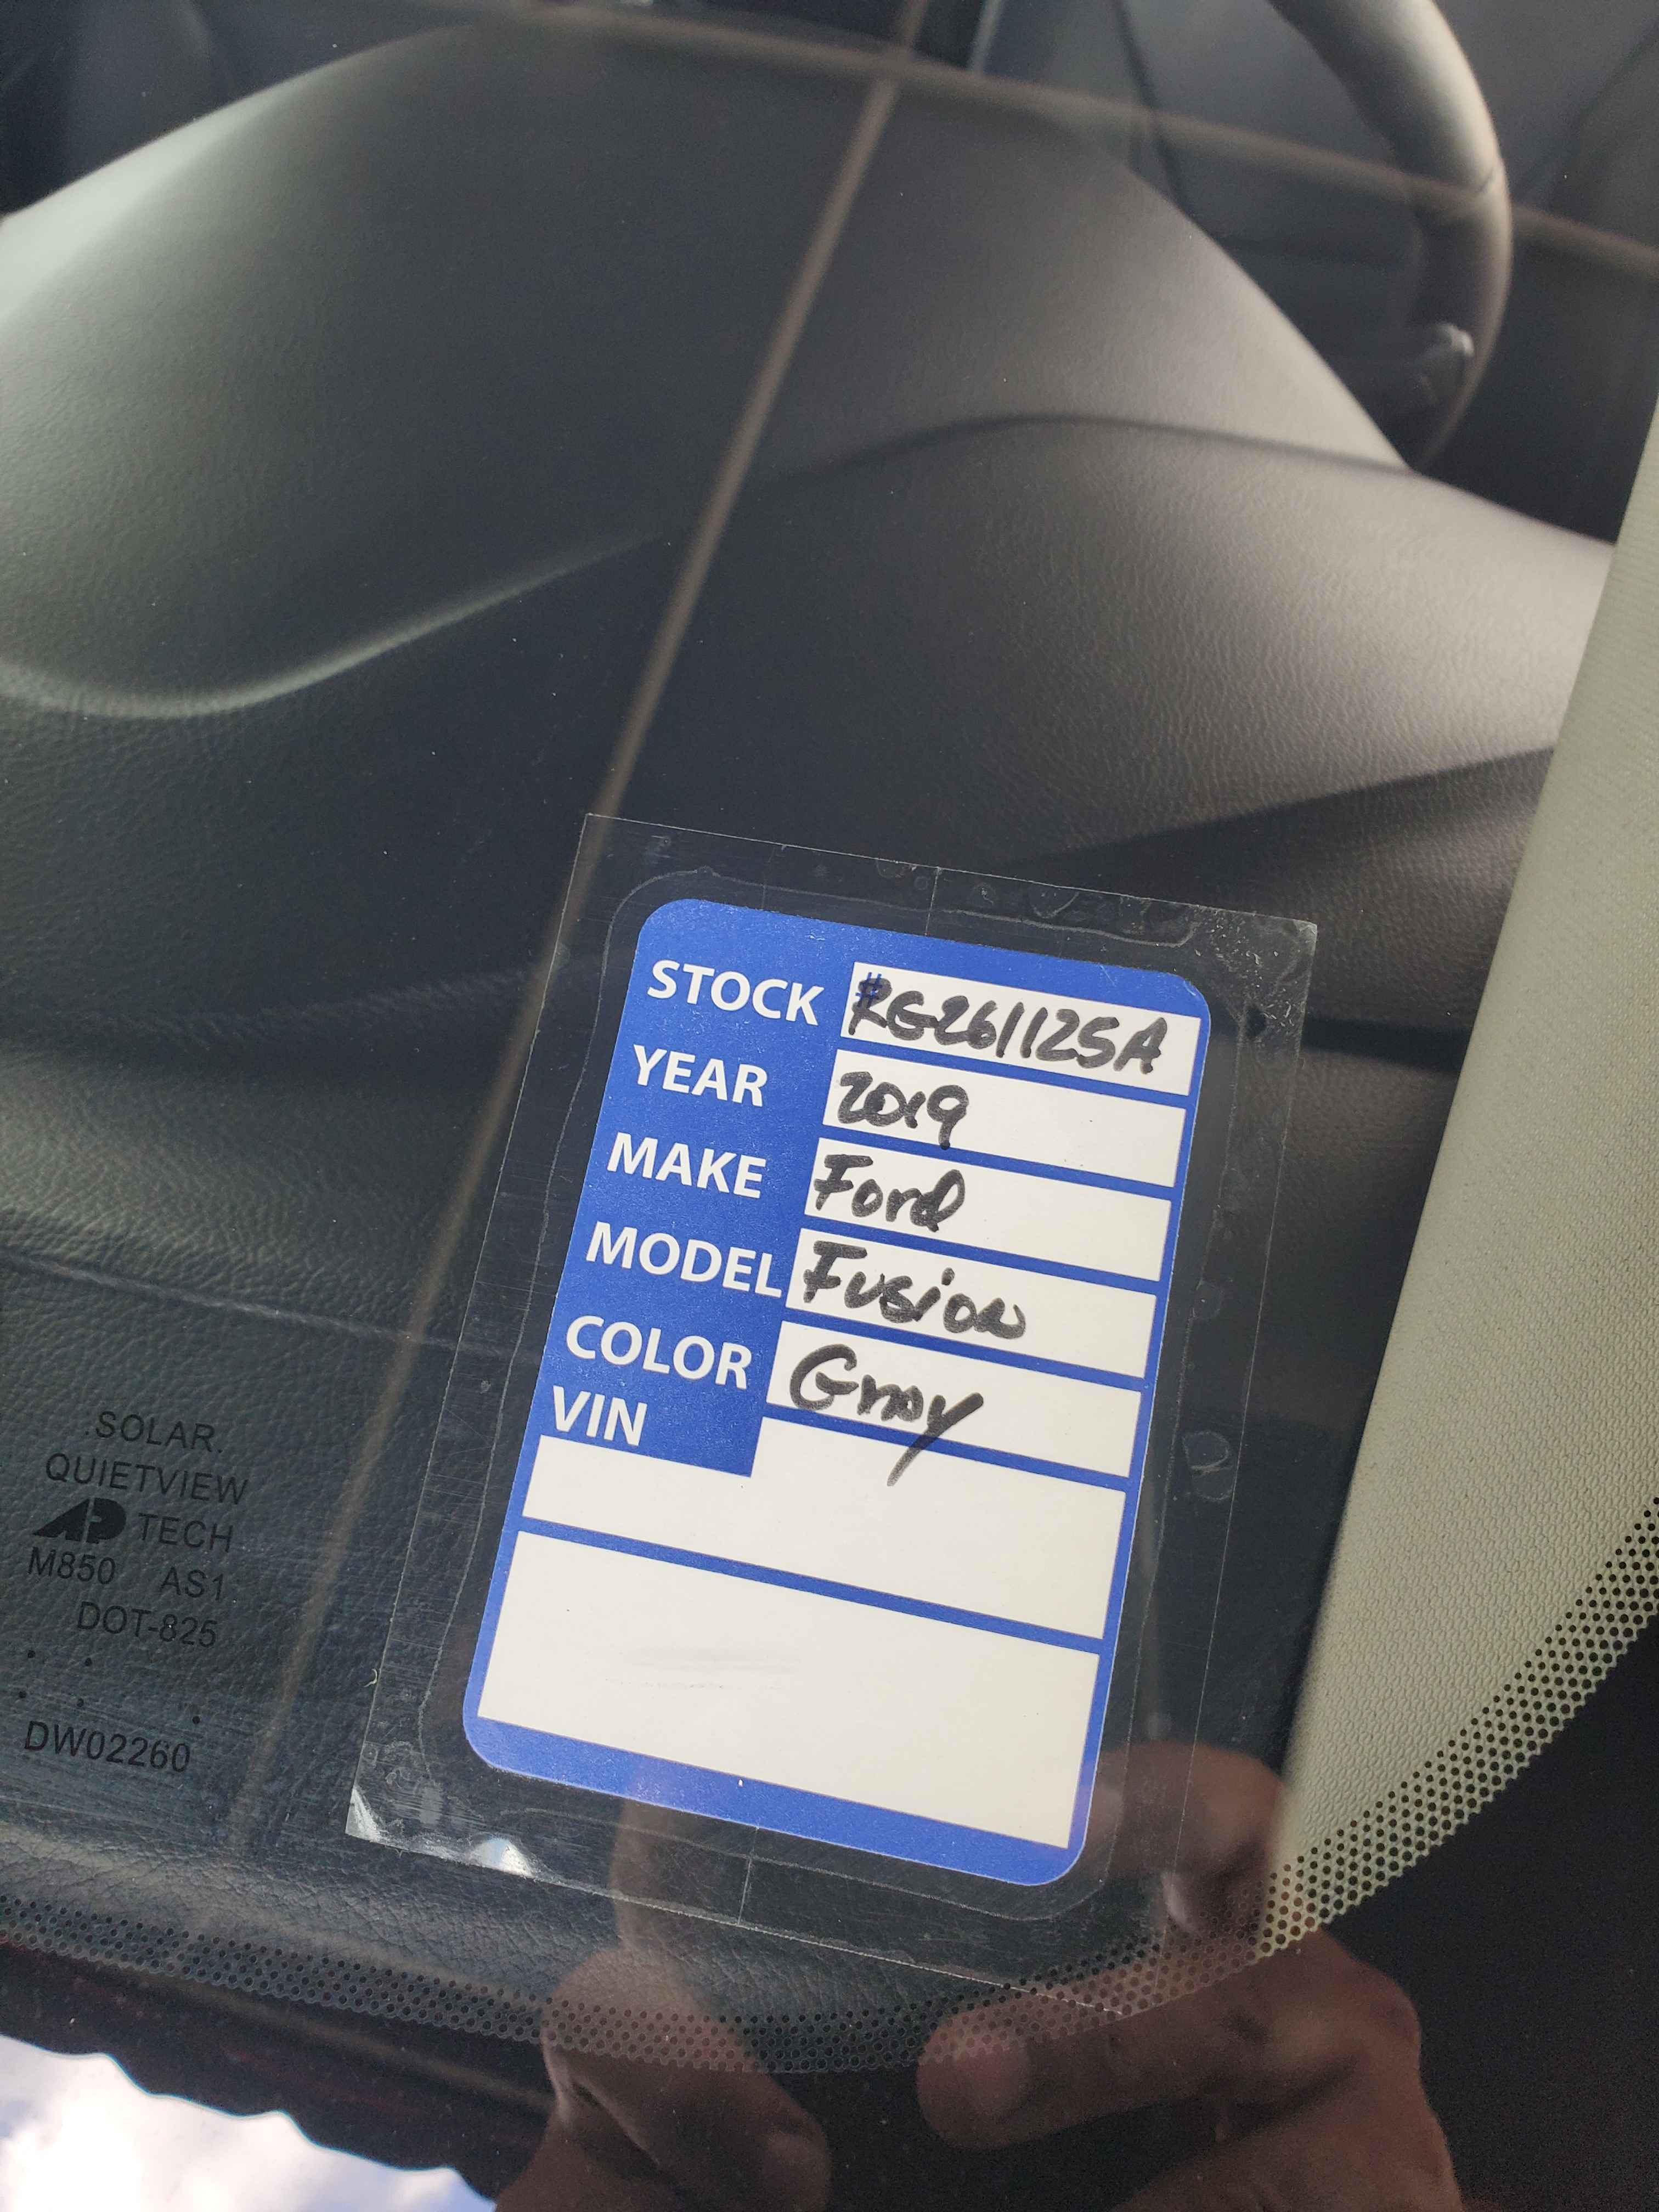 STOCK #RG261125A
YEAR 2019
MAKE Ford
MODEL Fusion
COLOR Gray
VIN
SOLAR
QUIETVIEW
AP TECH
M850 AS1
DOT-825
DW02260